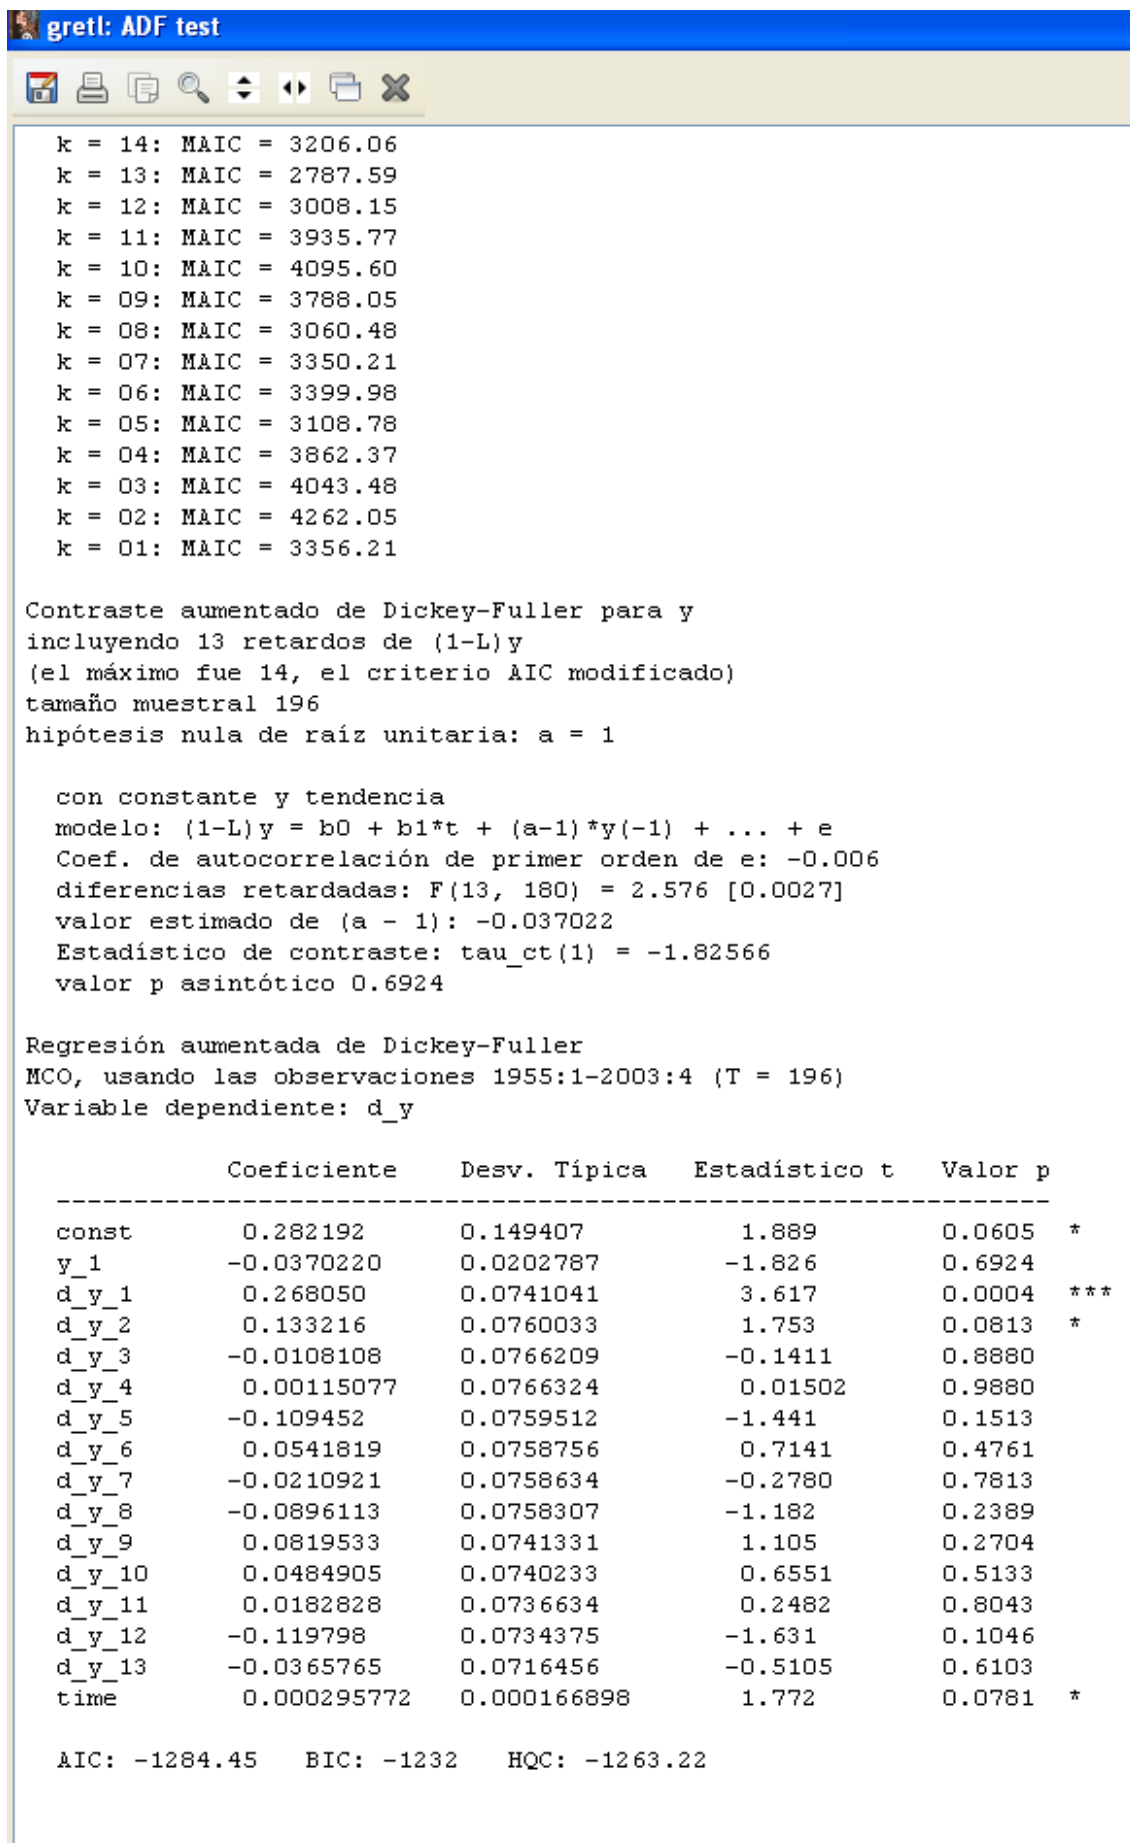 gretl: ADF test
k = 14: MAIC = 3206.06
k = 13: MAIC = 2787.59
k = 12: MAIC = 3008.15
k = 11: MAIC = 3935.77
k = 10: MAIC = 4095.60
k = 09: MAIC = 3788.05
k = 08: MAIC = 3060.48
k = 07: MAIC = 3350.21
k = 06: MAIC = 3399.98
k = 05: MAIC = 3108.78
k = 04: MAIC = 3862.37
k = 03: MAIC = 4043.48
k = 02: MAIC = 4262.05
k = 01: MAIC = 3356.21
Contraste aumentado de Dickey-Fuller para y
incluyendo 13 retardos de (1-L)y
(el máximo fue 14, el criterio AIC modificado)
tamaño muestral 196
hipótesis nula de raíz unitaria: a = 1
con constante y tendencia
modelo: (1-L)y = b0 + b1*t + (a-1)*y(-1) + ... + e
Coef. de autocorrelación de primer orden de e: -0.006
diferencias retardadas: F(13, 180) = 2.576 [0.0027]
valor estimado de (a - 1): -0.037022
Estadístico de contraste: tau_ct(1) = -1.82566
valor p asintótico 0.6924
Regresión aumentada de Dickey-Fuller
MCO, usando las observaciones 1955:1-2003:4 (T = 196)
Variable dependiente: d_y
Coeficiente Desv. Típica Estadístico t Valor p
----------------------------------------------------------------
const 0.282192 0.149407 1.889 0.0605 *
y_1 -0.0370220 0.0202787 -1.826 0.6924
d_y_1 0.268050 0.0741041 3.617 0.0004 ***
d_y_2 0.133216 0.0760033 1.753 0.0813 *
d_y_3 -0.0108108 0.0766209 -0.1411 0.8880
d_y_4 0.00115077 0.0766324 0.01502 0.9880
d_y_5 -0.109452 0.0759512 -1.441 0.1513
d_y_6 0.0541819 0.0758756 0.7141 0.4761
d_y_7 -0.0210921 0.0758634 -0.2780 0.7813
d_y_8 -0.0896113 0.0758307 -1.182 0.2389
d_y_9 0.0819533 0.0741331 1.105 0.2704
d_y_10 0.0484905 0.0740233 0.6551 0.5133
d_y_11 0.0182828 0.0736634 0.2482 0.8043
d_y_12 -0.119798 0.0734375 -1.631 0.1046
d_y_13 -0.0365765 0.0716456 -0.5105 0.6103
time 0.000295772 0.000166898 1.772 0.0781 *
AIC: -1284.45 BIC: -1232 HQC: -1263.22